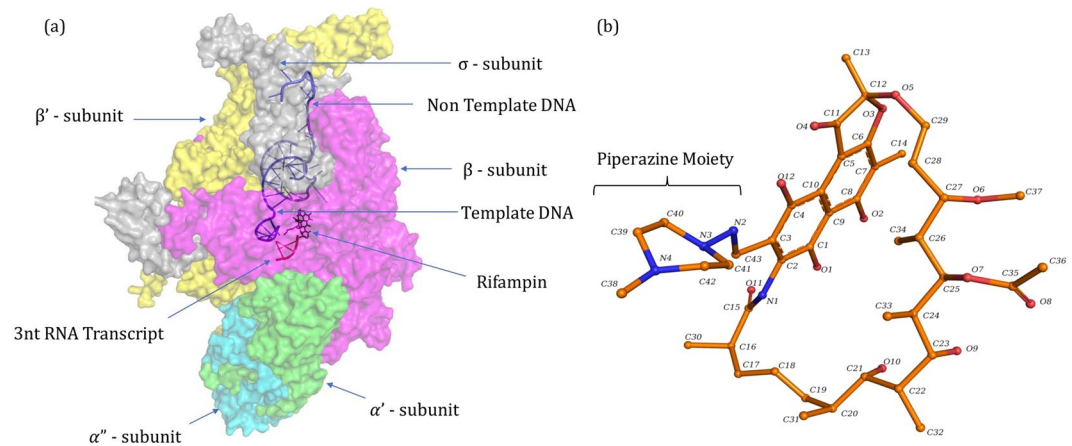 (a)
σ - subunit
Non Template DNA
β' - subunit
β - subunit
Template DNA
Rifampin
3nt RNA Transcript
α' - subunit
α" - subunit
(b)
Piperazine Moiety
C13
C12
O5
O3
C11
O4
C29
C6
C14
C5
C7
C28
O12
C10
C8
C27
O6
C37
C4
C9
O2
C40
N2
C39
N3
C3
C1
C34
C26
C43
N4
C41
C2
O1
C36
C42
O7
C35
C38
O11
N1
C25
O8
C15
C33
C24
C30
C16
C23
O9
C17
C18
C21
O10
C19
C22
C31
C20
C32